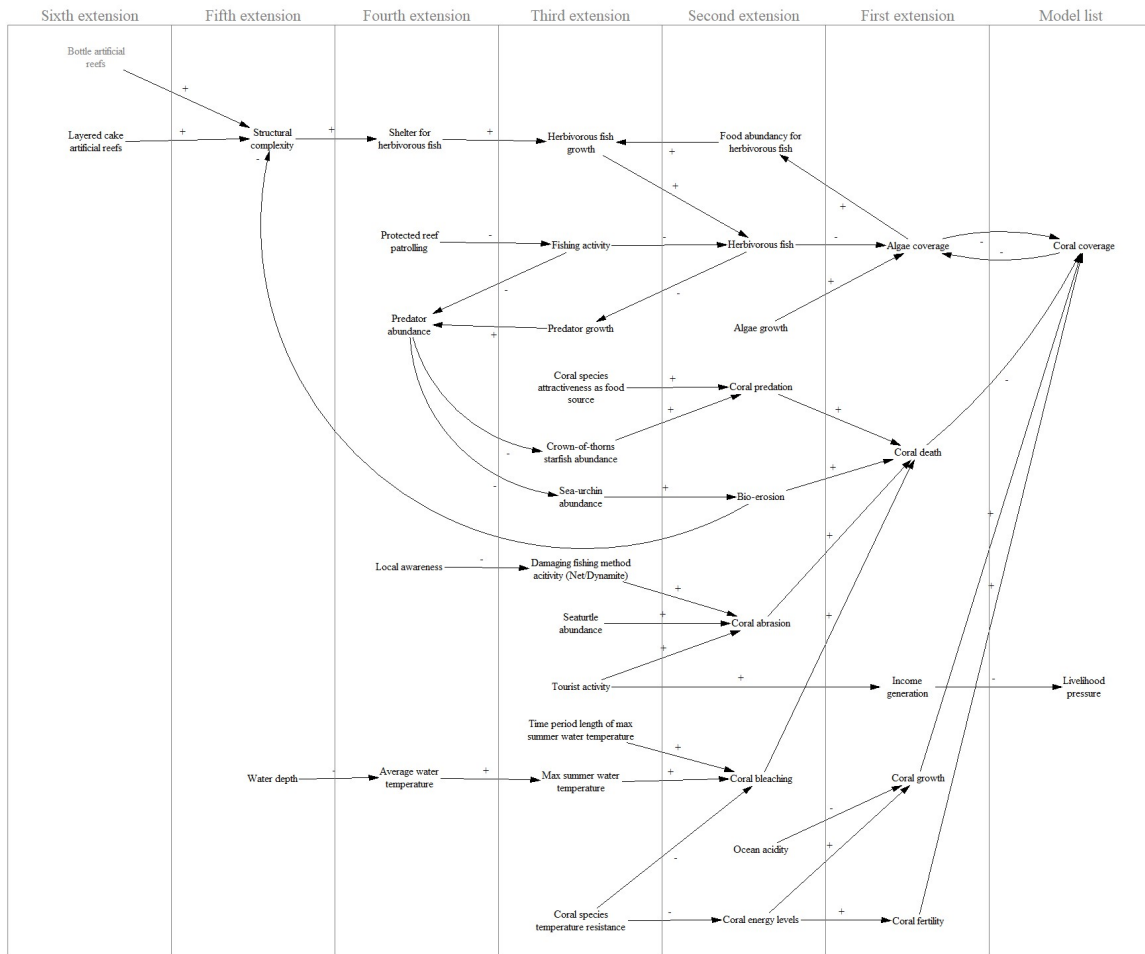 Sixth extension
Fifth extension
Fourth extension
Third extension
Second extension
First extension
Model list
Bottle artificial
reefs
+
Layered cake
artificial reefs
+
Structural
complexity
+
Shelter for
herbivorous fish
+
Herbivorous fish
growth
Food abundancy for
herbivorous fish
-
+
+
+
Protected reef
patrolling
-
Fishing activity
-
Herbivorous fish
-
Algae coverage
-
-
Coral coverage
-
-
+
Predator
abundance
+
Predator growth
Algae growth
Coral species
attractiveness as food
source
+
Coral predation
+
-
Crown-of-thorns
starfish abundance
+
-
Coral death
-
Sea-urchin
abundance
+
Bio-erosion
+
-
+
Local awareness
-
Damaging fishing method
acitivity (Net/Dynamite)
+
+
Seaturtle
abundance
+
Coral abrasion
+
+
+
Tourist activity
+
Income
generation
-
Livelihood
pressure
Time period length of max
summer water temperature
+
Water depth
-
Average water
temperature
+
Max summer water
temperature
+
Coral bleaching
Coral growth
-
Ocean acidity
+
-
Coral species
temperature resistance
-
Coral energy levels
+
Coral fertility